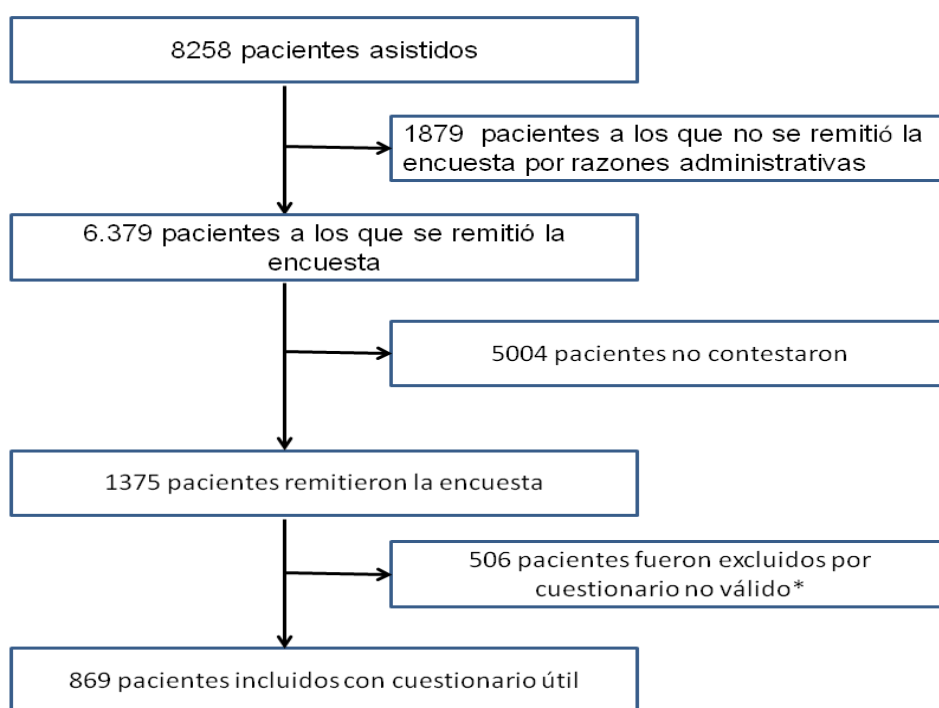 8258 pacientes asistidos
1879 pacientes a los que no se remitió la
encuesta por razones administrativas
6.379 pacientes a los que se remitió la
encuesta
5004 pacientes no contestaron
1375 pacientes remitieron la encuesta
506 pacientes fueron excluidos por
cuestionario no válido*
869 pacientes incluidos con cuestionario útil